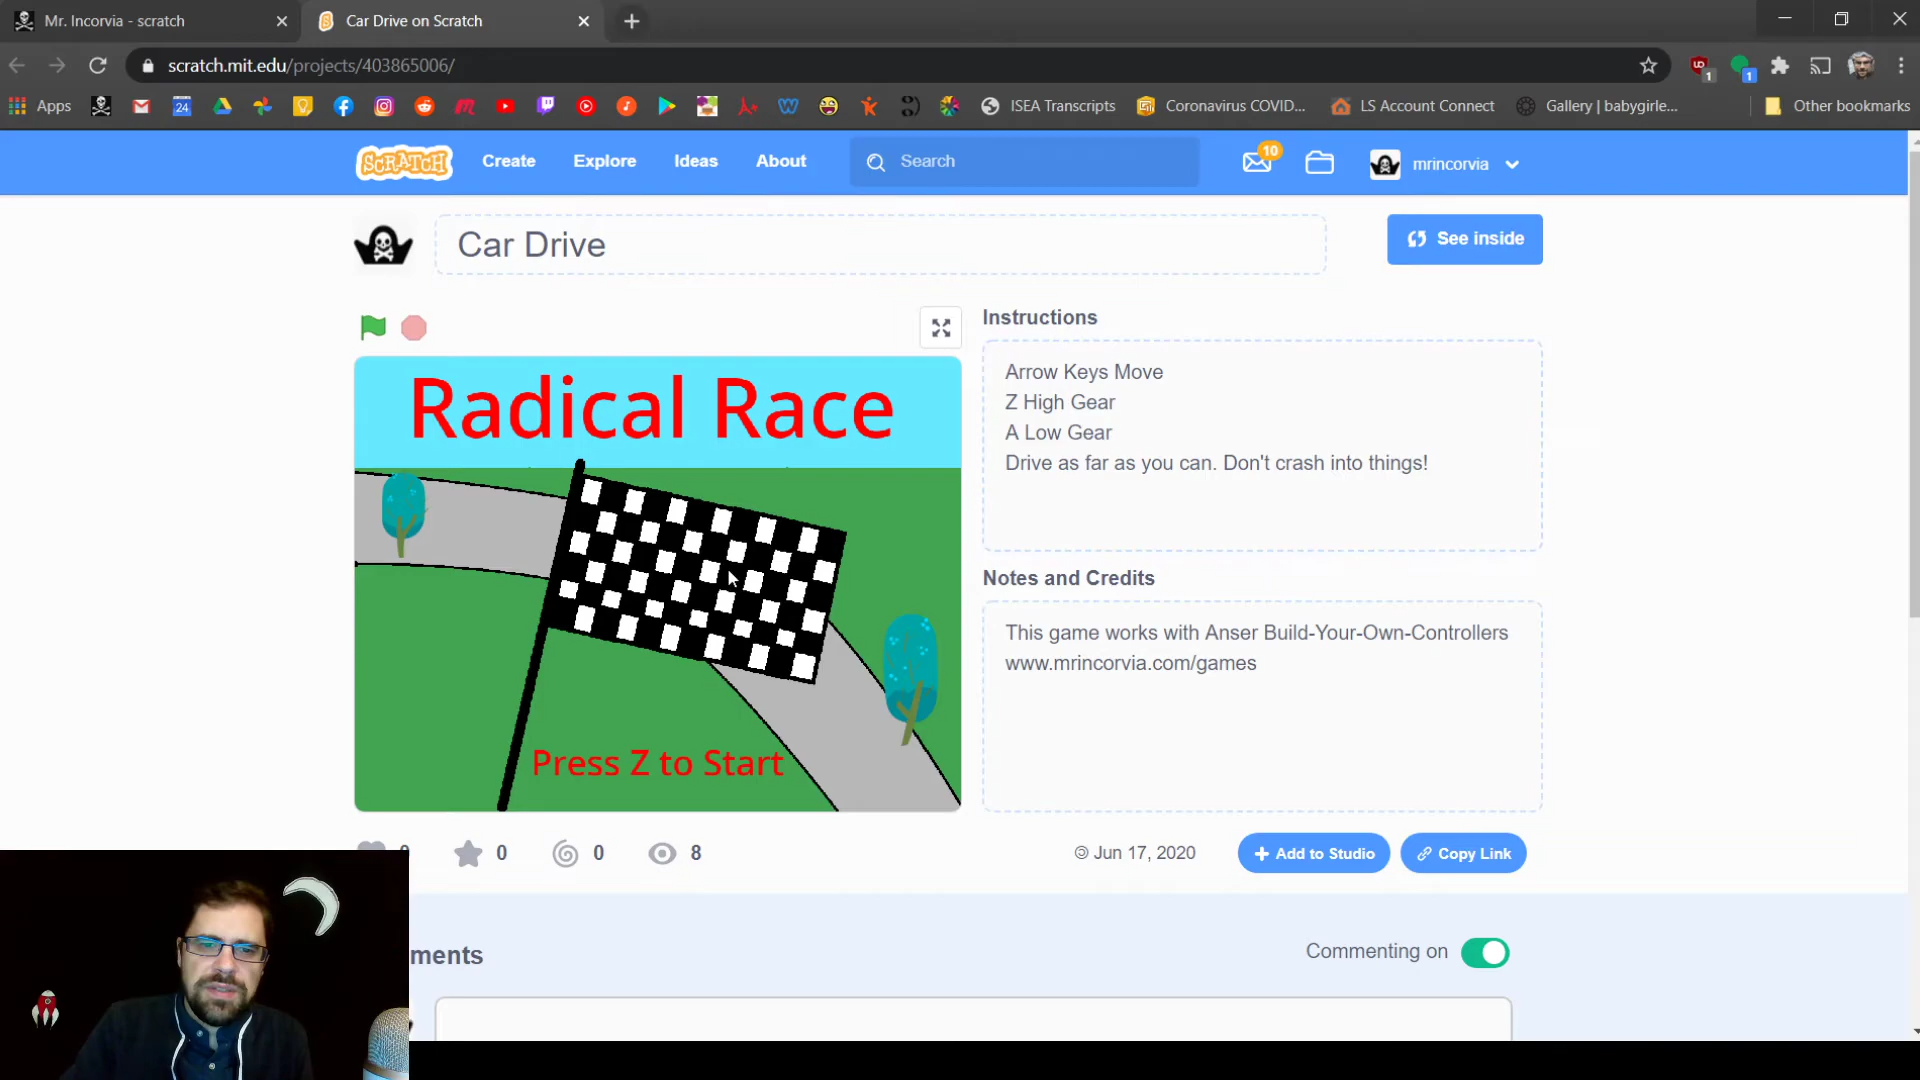 Mr. Incorvia - scratch
Car Drive on Scratch
scratch.mit.edu/projects/403865006/
Apps
24
ISEA Transcripts
Coronavirus COVID...
LS Account Connect
Gallery | babygirle...
Other bookmarks
SCRATCH
Create
Explore
Ideas
About
Search
10
mrincorvia
Car Drive
See inside
Instructions
Radical Race
Arrow Keys Move
Z High Gear
A Low Gear
Drive as far as you can. Don't crash into things!
Notes and Credits
This game works with Anser Build-Your-Own-Controllers
www.mrincorvia.com/games
Press Z to Start
0
0
8
Jun 17, 2020
Add to Studio
Copy Link
ments
Commenting on